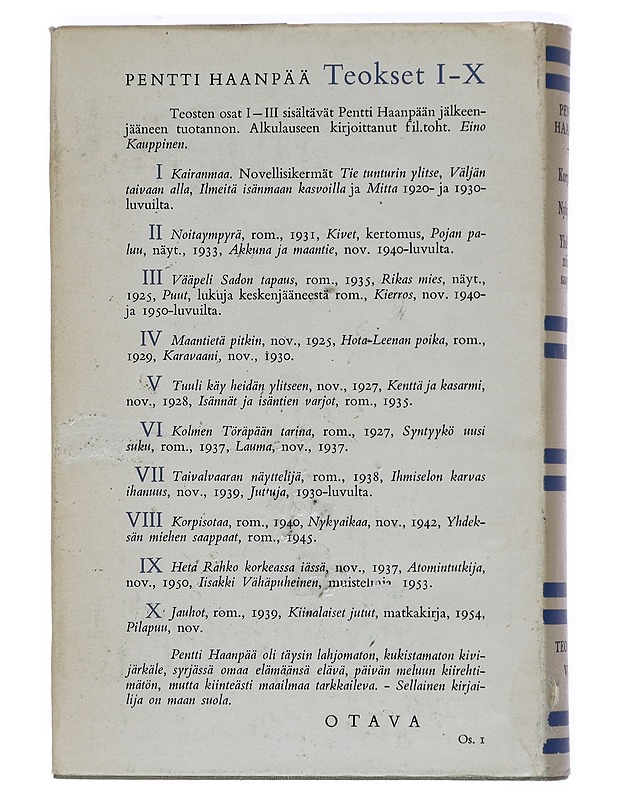 PENTTI HAANPÄÄ Teokset I–X
Teosten osat I–III sisältävät Pentti Haanpään jälkeen-
jääneen tuotannon. Alkulauseen kirjoittanut fil.toht. Eino
Kauppinen.
I Kairanmaa. Novellisikermät Tie tunturin ylitse, Väljän
taivaan alla, Ilmeitä isänmaan kasvoilla ja Mitta 1920- ja 1930-
luvuilta.
II Noitaympyrä, rom., 1931, Kivet, kertomus, Pojan pa-
luu, näyt., 1933, Akkuna ja maantie, nov. 1940-luvulta.
III Vääpeli Sadon tapaus, rom., 1935, Rikas mies, näyt.,
1925, Puut, lukuja keskenjääneestä rom., Kierros, nov. 1940-
ja 1950-luvuilta.
IV Maantietä pitkin, nov., 1925, Hota-Leenan poika, rom.,
1929, Karavaani, nov., 1930.
V Tuuli käy heidän ylitseen, nov., 1927, Kenttä ja kasarmi,
nov., 1928, Isännät ja isäntien varjot, rom., 1935.
VI Kolmen Töräpään tarina, rom., 1927, Syntyykö uusi
suku, rom., 1937, Lauma, nov., 1937.
VII Taivalvaaran näyttelijä, rom., 1938, Ihmiselon karvas
ihanuus, nov., 1939, Juttuja, 1930-luvulta.
VIII Korpisotaa, rom., 1940, Nykyaikaa, nov., 1942, Yhdek-
sän miehen saappaat, rom., 1945.
IX Heta Rahko korkeassa iässä, nov., 1937, Atomintutkija,
nov., 1950, Iisakki Vähäpuheinen, muistelmia 1953.
X Jauhot, rom., 1939, Kiinalaiset jutut, matkakirja, 1954,
Pilapuu, nov.
Pentti Haanpää oli täysin lahjomaton, kukistamaton kivi-
järkäle, syrjässä omaa elämäänsä elävä, päivän meluun kiirehti-
mätön, mutta kiinteästi maailmaa tarkkaileva. – Sellainen kirjai-
lija on maan suola.
OTAVA
Os. 1